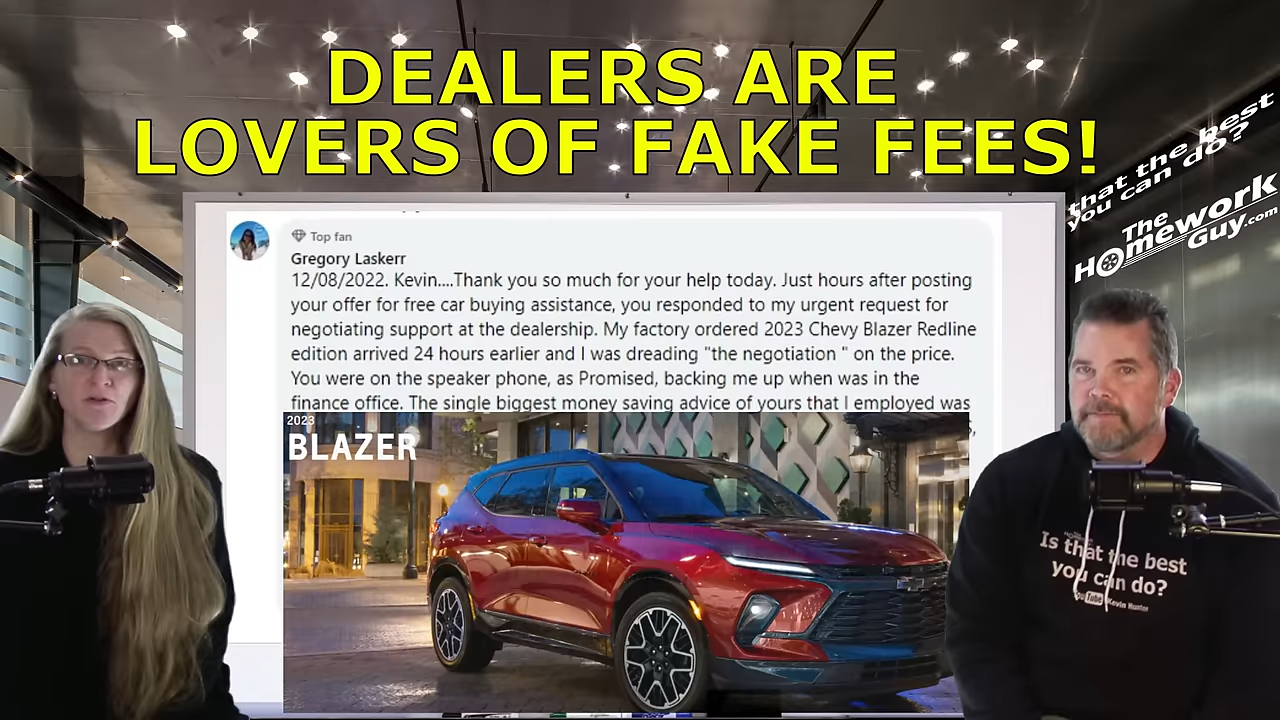 DEALERS ARE
LOVERS OF FAKE FEES!
that the best
you can do?
The
Homework
Guy.com
Top fan
Gregory Laskerr
12/08/2022. Kevin....Thank you so much for your help today. Just hours after posting
your offer for free car buying assistance, you responded to my urgent request for
negotiating support at the dealership. My factory ordered 2023 Chevy Blazer Redline
edition arrived 24 hours earlier and I was dreading "the negotiation " on the price.
You were on the speaker phone, as Promised, backing me up when was in the
finance office. The single biggest money saving advice of yours that I employed was
2023
BLAZER
Is that the best
you can do?
YouTube Kevin Hunter